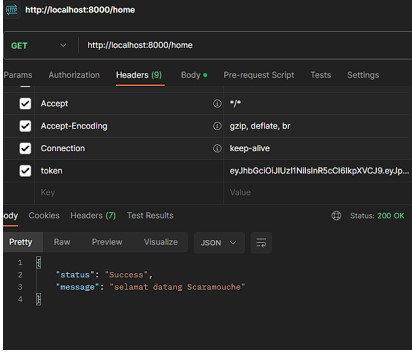 HTTP http://localhost:8000/home
GET http://localhost:8000/home
Params Authorization Headers (9) Body Pre-request Script Tests Settings
Accept */*
Accept-Encoding gzip, deflate, br
Connection keep-alive
token eyJhbGciOiJIUzI1NiIsInR5cCI6IkpXVCJ9.eyJp...
Key Value
ody Cookies Headers (7) Test Results Status: 200 OK
Pretty Raw Preview Visualize JSON
1 {
2 "status": "Success",
3 "message": "selamat datang Scaramouche"
4 }